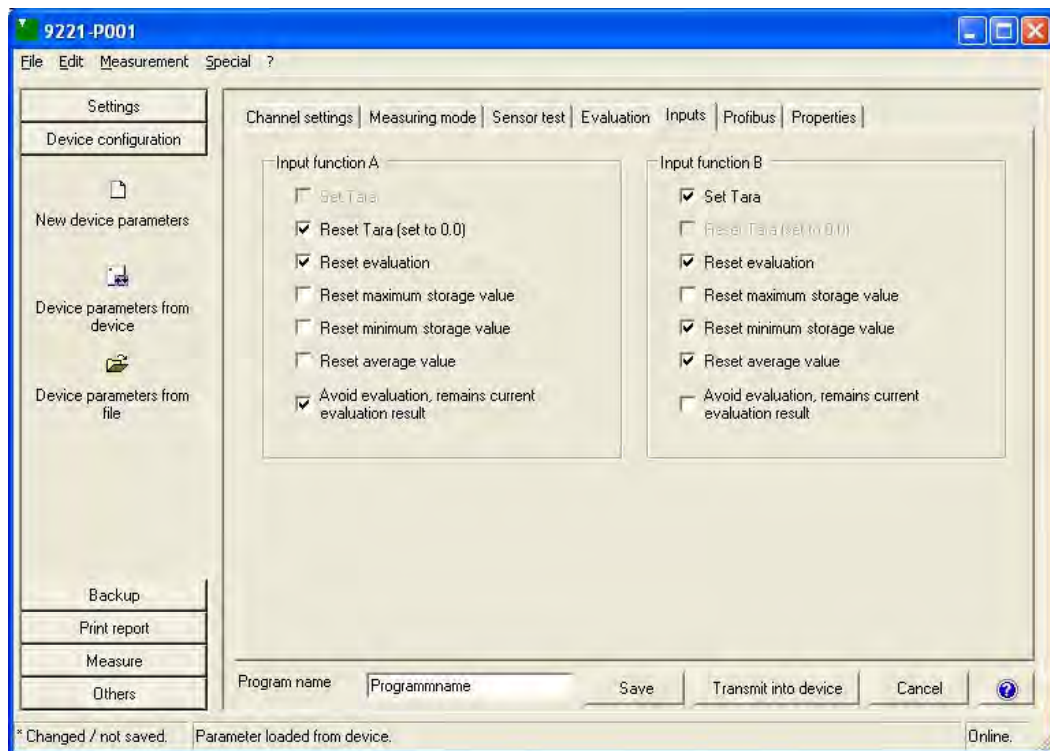 9221-P001
File Edit Measurement Special ?
Settings
Device configuration
New device parameters
Device parameters from
device
Device parameters from
file
Backup
Print report
Measure
Others
Channel settings
Measuring mode
Sensor test
Evaluation
Inputs
Profibus
Properties
Input function A
Set Tara
Reset Tara (set to 0.0)
Reset evaluation
Reset maximum storage value
Reset minimum storage value
Reset average value
Avoid evaluation, remains current
evaluation result
Input function B
Set Tara
Reset Tara (set to 0.0)
Reset evaluation
Reset maximum storage value
Reset minimum storage value
Reset average value
Avoid evaluation, remains current
evaluation result
Program name
Programmname
Save
Transmit into device
Cancel
?
* Changed / not saved.
Parameter loaded from device.
Online.